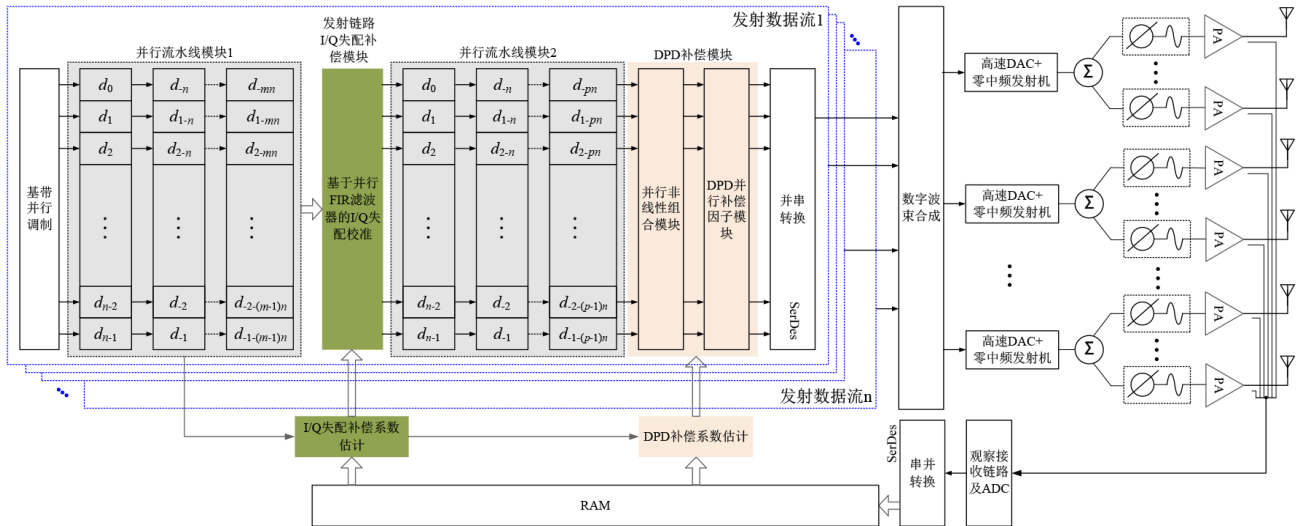 发射数据流1
并行流水线模块1
发射链路
I/Q失配补
偿模块
并行流水线模块2
DPD补偿模块
基带
并行
调制
d0 d-n d-mn
d1 d1-n d1-mn
d2 d2-n d2-mn
dn-2 d-2 d-2-(m-1)n
dn-1 d-1 d-1-(m-1)n
基于并行
FIR滤波
器的I/Q失
配校准
d0 d-n d-pn
d1 d1-n d1-pn
d2 d2-n d2-pn
dn-2 d-2 d-2-(p-1)n
dn-1 d-1 d-1-(p-1)n
并行非
线性组
合模块
DPD并
行补偿
因子模
块
并串
转换
SerDes
发射数据流n
数字波
束合成
高速DAC+
零中频发射机
Σ
PA
PA
高速DAC+
零中频发射机
Σ
PA
PA
高速DAC+
零中频发射机
Σ
PA
PA
I/Q失配补偿系数
估计
DPD补偿系数估计
RAM
SerDes
串并
转换
观察接
收链路
及ADC